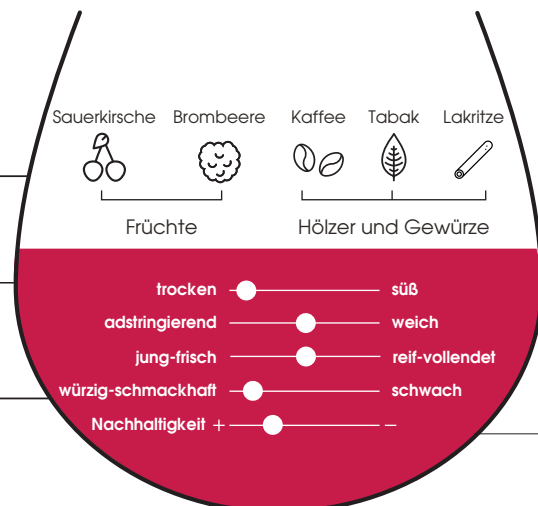 Sauerkirsche Brombeere Kaffee Tabak Lakritze
Früchte Hölzer und Gewürze
trocken süß
adstringierend weich
jung-frisch reif-vollendet
würzig-schmackhaft schwach
Nachhaltigkeit + −